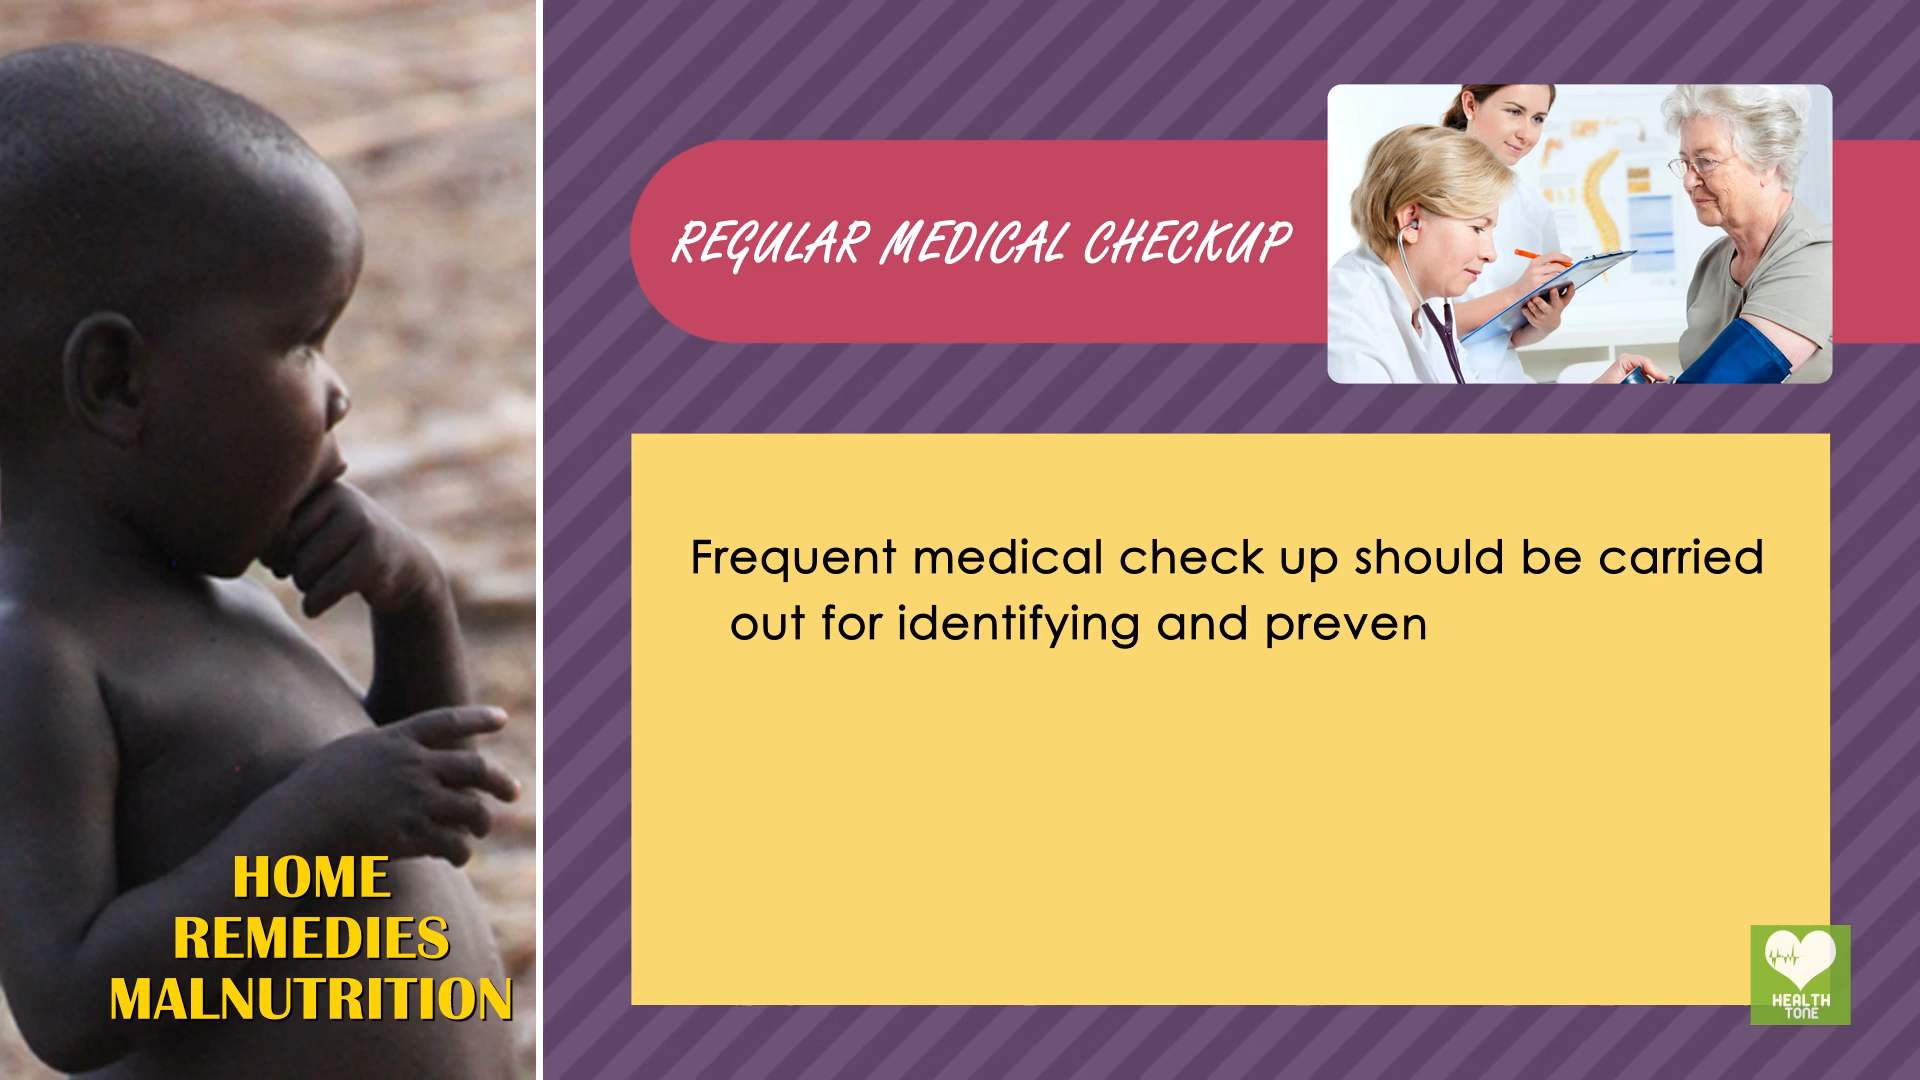 REGULAR MEDICAL CHECKUP
Frequent medical check up should be carried
out for identifying and preven
HOME
REMEDIES
MALNUTRITION
HEALTH
TONE